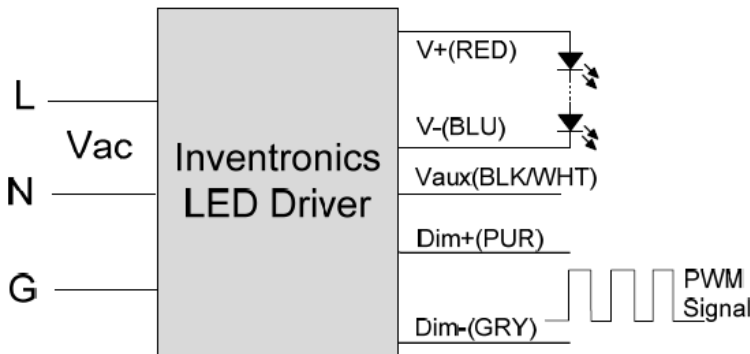 L
Vac
N
G
Inventronics
LED Driver
V+(RED)
V-(BLU)
Vaux(BLK/WHT)
Dim+(PUR)
Dim-(GRY)
PWM
Signal